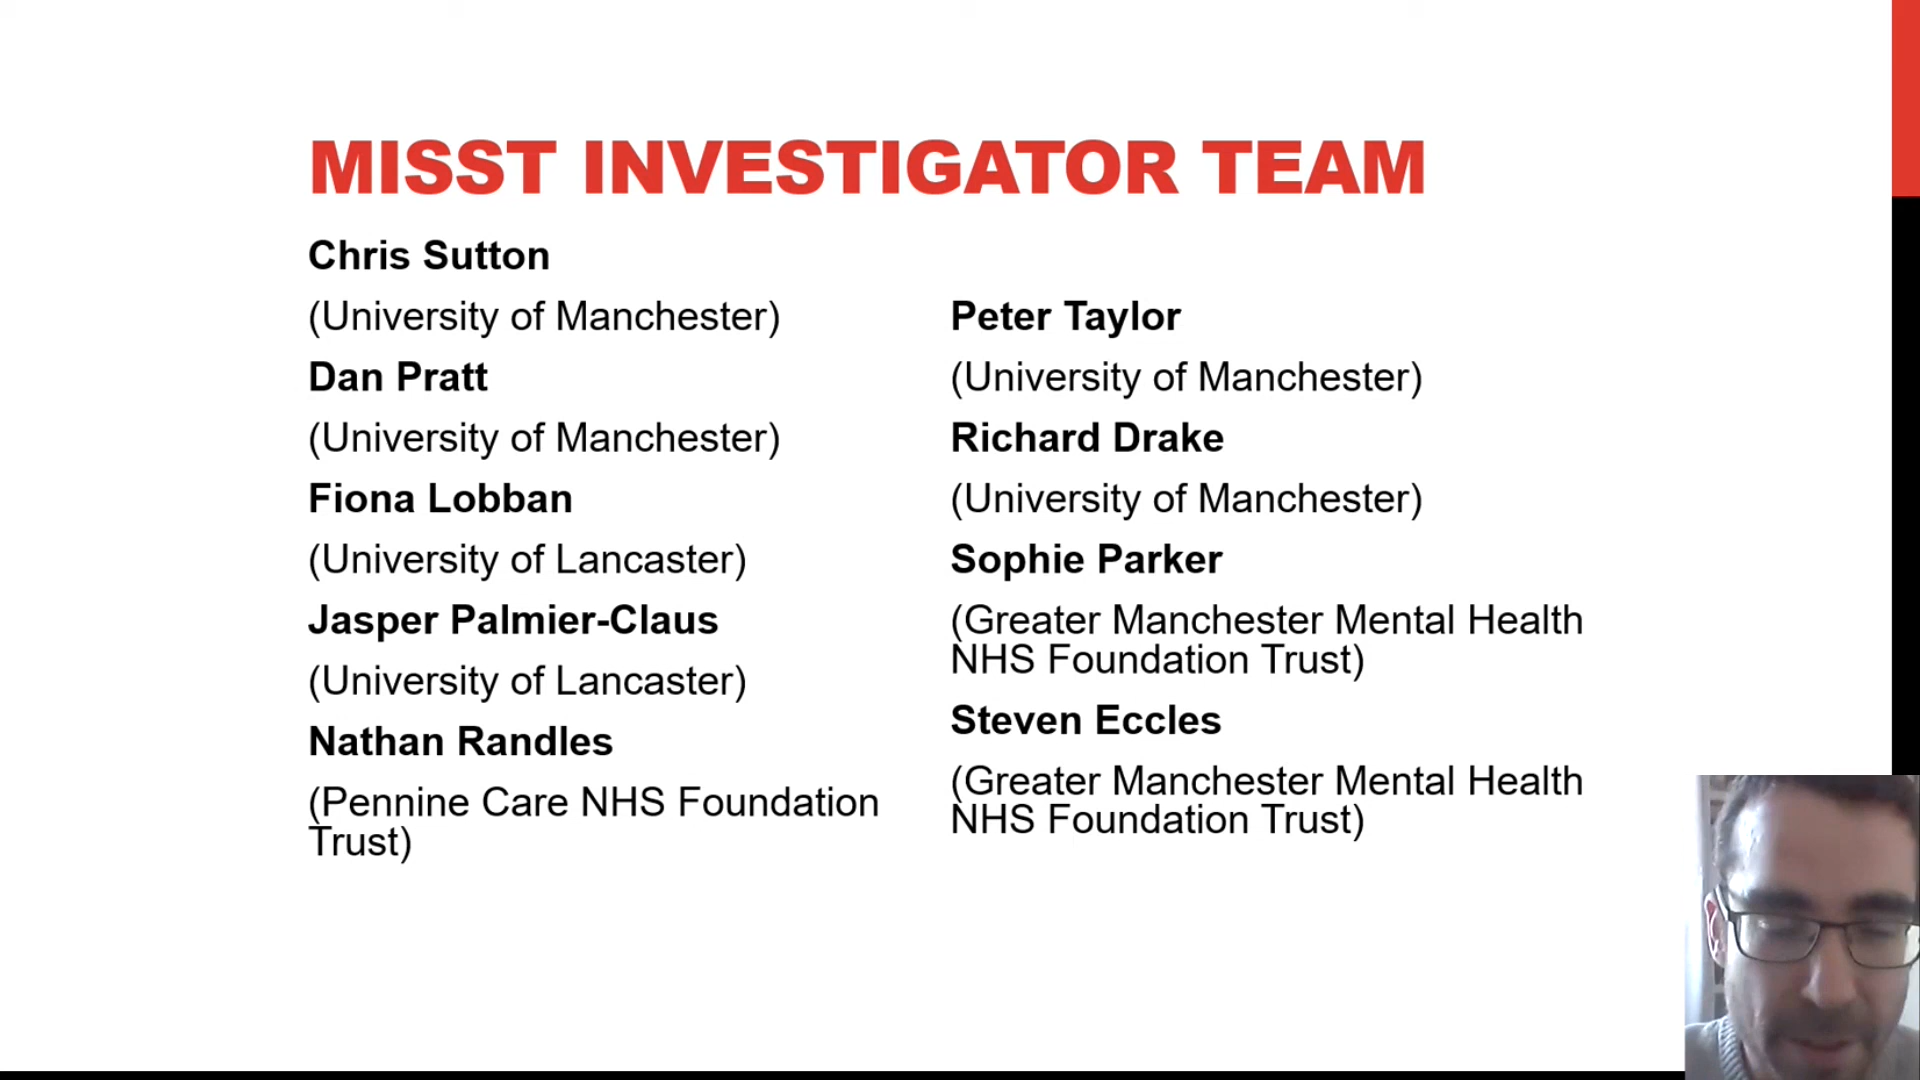 MISST INVESTIGATOR TEAM
Chris Sutton
(University of Manchester)
Dan Pratt
(University of Manchester)
Fiona Lobban
(University of Lancaster)
Jasper Palmier-Claus
(University of Lancaster)
Nathan Randles
(Pennine Care NHS Foundation
Trust)
Peter Taylor
(University of Manchester)
Richard Drake
(University of Manchester)
Sophie Parker
(Greater Manchester Mental Health
NHS Foundation Trust)
Steven Eccles
(Greater Manchester Mental Health
NHS Foundation Trust)